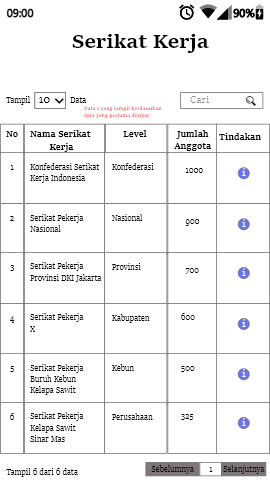 09:00
90%
Serikat Kerja
Tampil 10 Data
Data 5 yang tampil berdasarkan
data yang pertama diinput
Cari
No Nama Serikat Kerja Level Jumlah Anggota Tindakan
1 Konfederasi Serikat Kerja Indonesia Konfederasi 1000
2 Serikat Pekerja Nasional Nasional 900
3 Serikat Pekerja Provinsi DKI Jakarta Provinsi 700
4 Serikat Pekerja X Kabupaten 600
5 Serikat Pekerja Buruh Kebun Kelapa Sawit Kebun 500
6 Serikat Pekerja Kelapa Sawit Sinar Mas Perusahaan 325
Tampil 6 dari 6 data
Sebelumnya 1 Selanjutnya